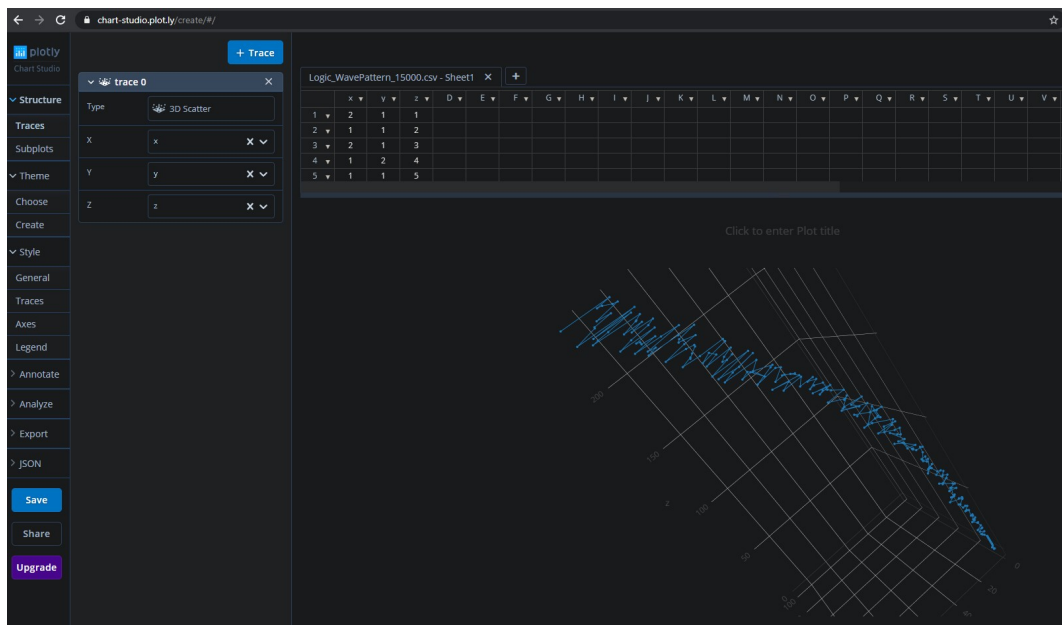 chart-studio.plot.ly/create/#/
plotly
Chart Studio
Structure
Traces
Subplots
Theme
Choose
Create
Style
General
Traces
Axes
Legend
Annotate
Analyze
Export
JSON
Save
Share
Upgrade
+ Trace
trace 0
Type 3D Scatter
X x
Y y
Z z
Logic_WavePattern_15000.csv - Sheet1
x y z D E F G H I J K L M N O P Q R S T U V
1 2 1 1
2 1 1 2
3 2 1 3
4 1 2 4
5 1 1 5
Click to enter Plot title
200
150
z
100
50
0
100
0
20
40